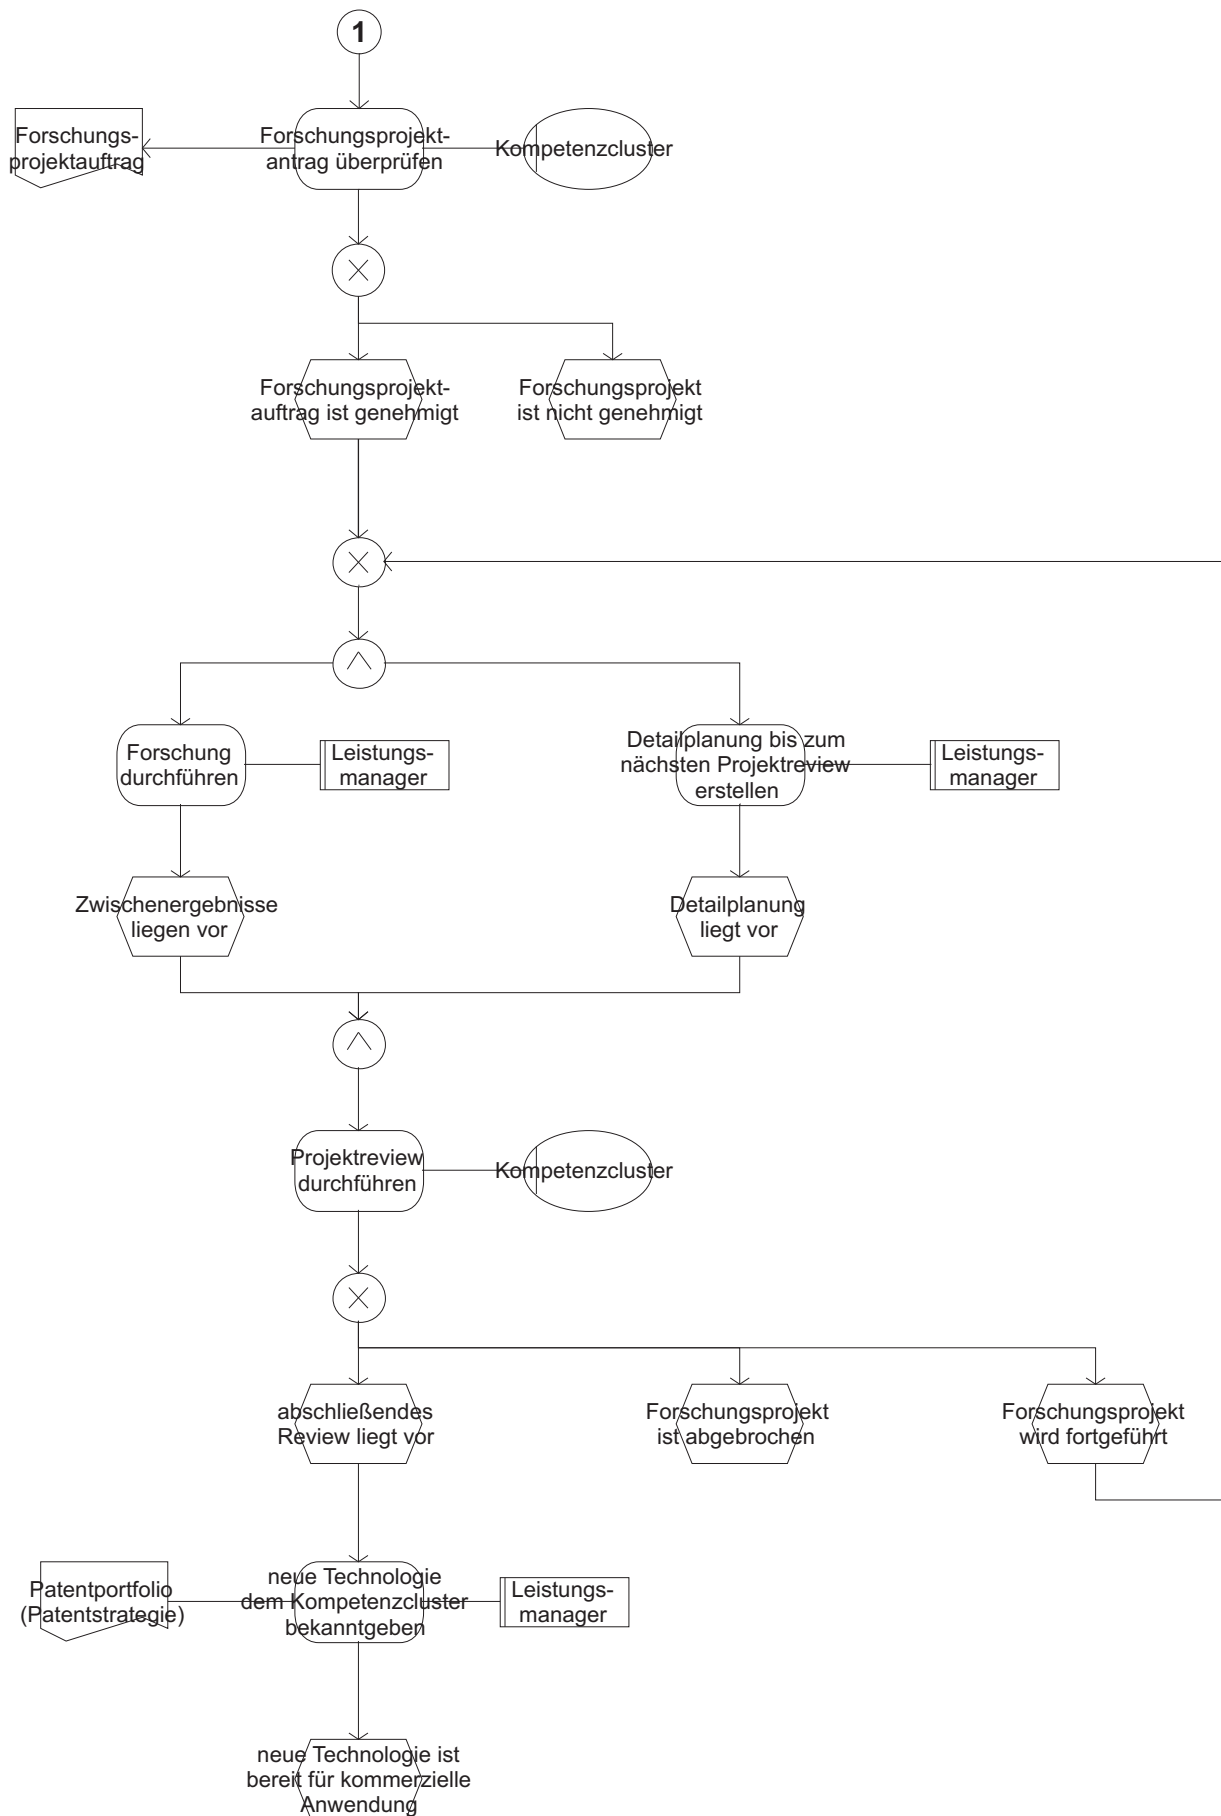 1
Forschungs-
projektauftrag
Forschungsprojekt-
antrag überprüfen
Kompetenzcluster
Forschungsprojekt-
auftrag ist genehmigt
Forschungsprojekt
ist nicht genehmigt
Forschung
durchführen
Leistungs-
manager
Detailplanung bis zum
nächsten Projektreview
erstellen
Leistungs-
manager
Zwischenergebnisse
liegen vor
Detailplanung
liegt vor
Projektreview
durchführen
Kompetenzcluster
abschließendes
Review liegt vor
Forschungsprojekt
ist abgebrochen
Forschungsprojekt
wird fortgeführt
Patentportfolio
(Patentstrategie)
neue Technologie
dem Kompetenzcluster
bekanntgeben
Leistungs-
manager
neue Technologie ist
bereit für kommerzielle
Anwendung